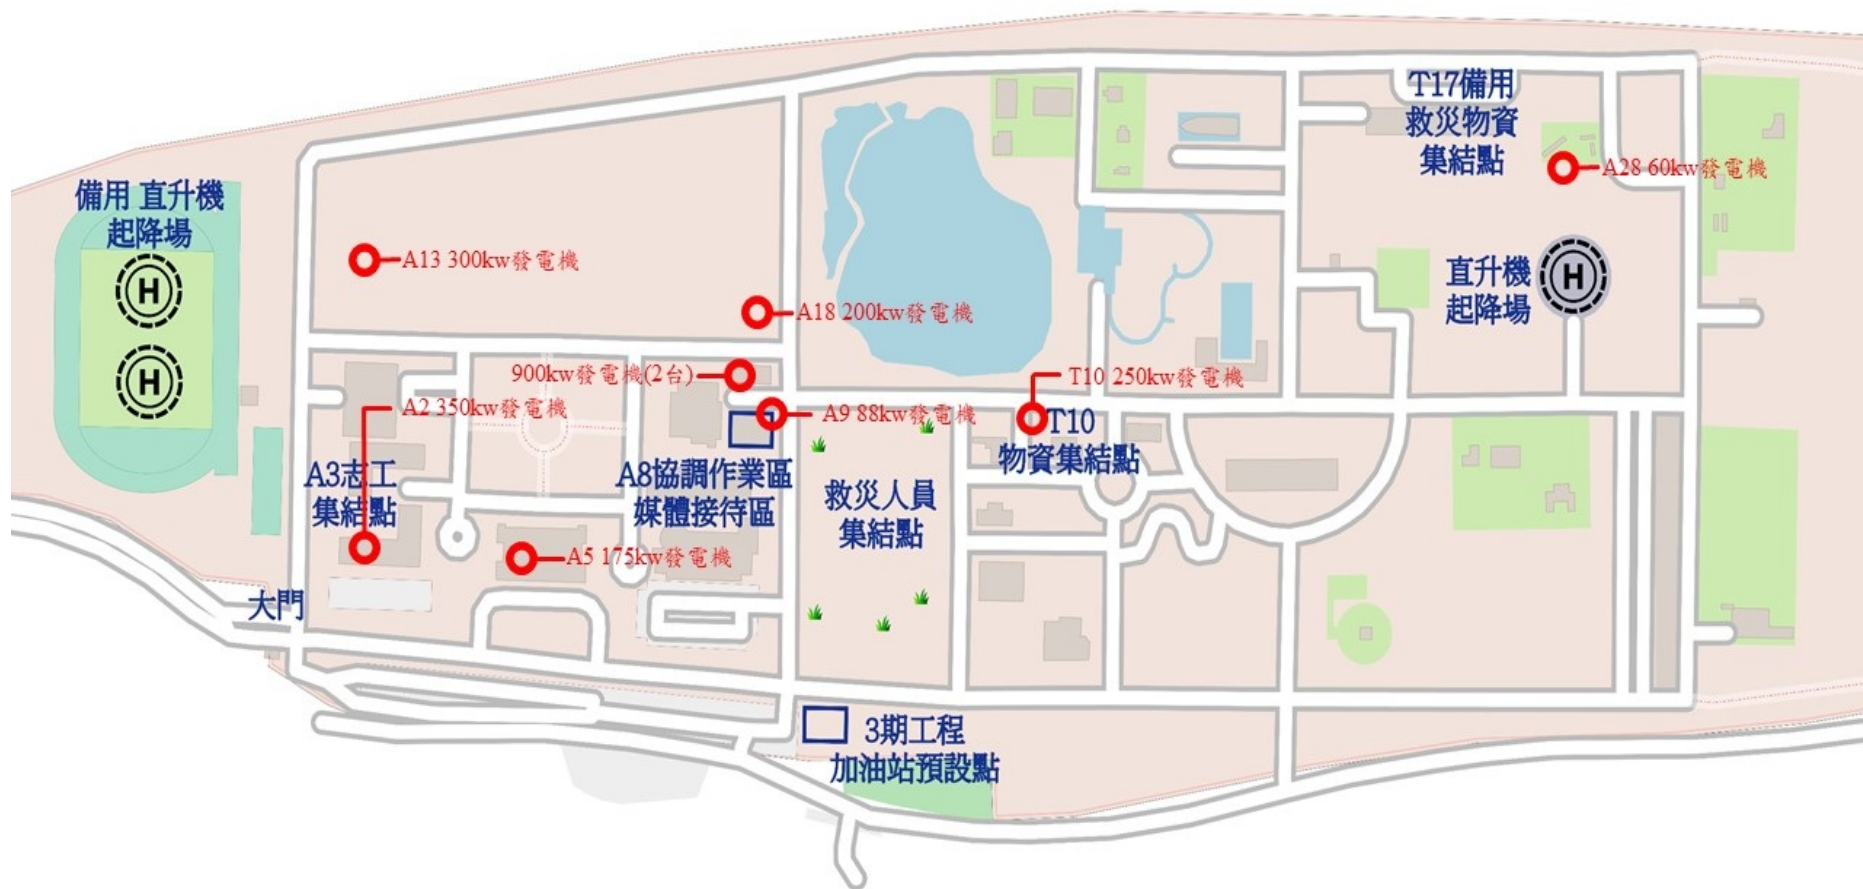 T17備用
救災物資
集結點
A28 60kw發電機
備用 直升機
起降場
H
H
A13 300kw發電機
直升機
起降場
H
A18 200kw發電機
900kw發電機(2台)
T10 250kw發電機
A2 350kw發電機
A9 88kw發電機
T10
物資集結點
A3志工
集結點
A8協調作業區
媒體接待區
救災人員
集結點
A5 175kw發電機
大門
3期工程
加油站預設點